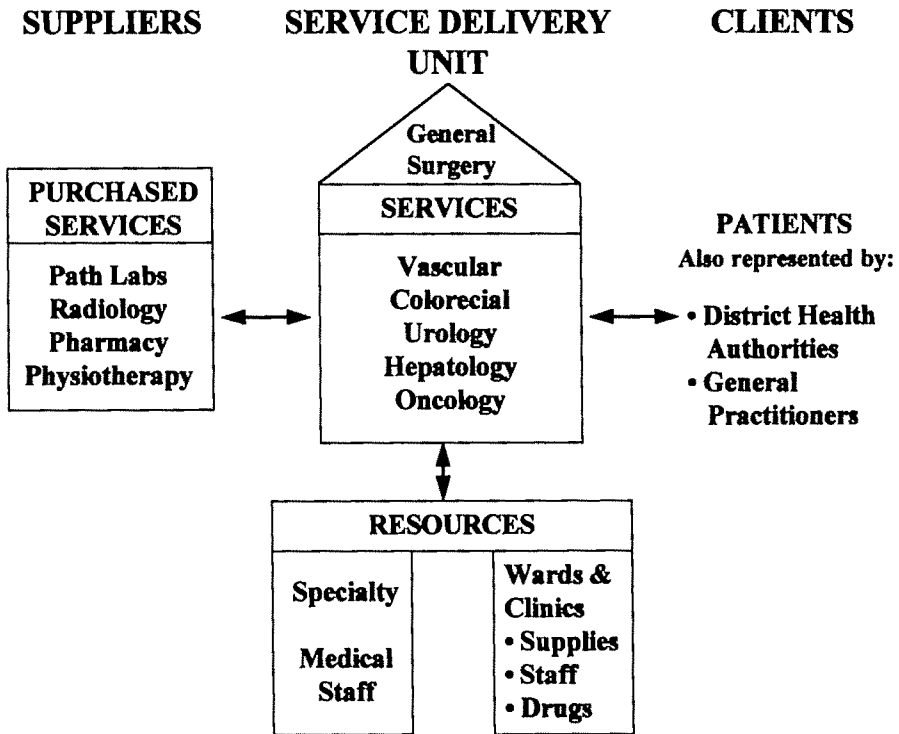 SUPPLIERS
SERVICE DELIVERY
UNIT
CLIENTS
General
Surgery
PURCHASED
SERVICES
Path Labs
Radiology
Pharmacy
Physiotherapy
SERVICES
Vascular
Colorecial
Urology
Hepatology
Oncology
PATIENTS
Also represented by:
• District Health
Authorities
• General
Practitioners
RESOURCES
Specialty
Medical
Staff
Wards &
Clinics
• Supplies
• Staff
• Drugs